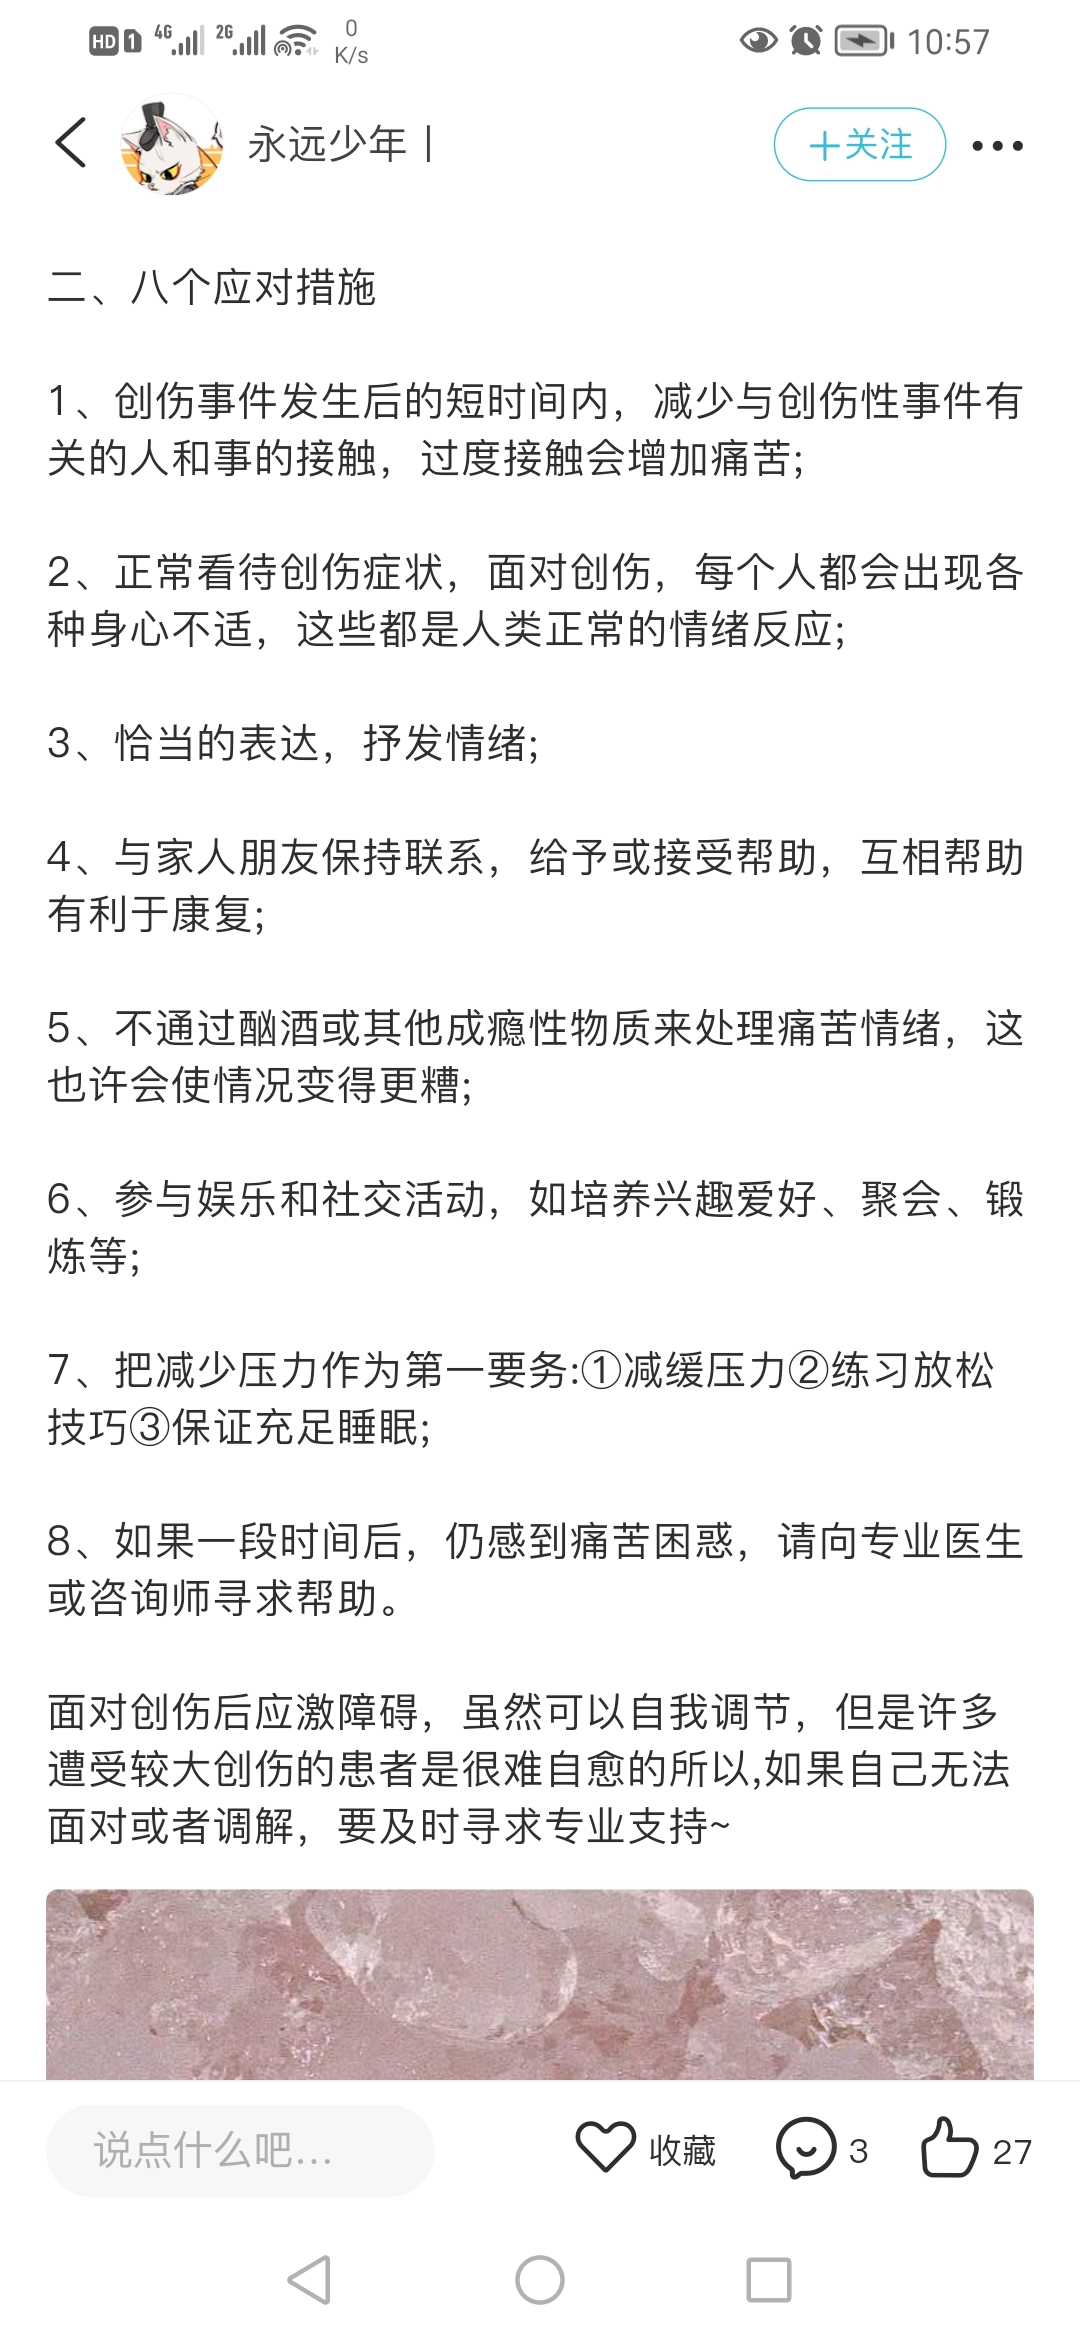 HD 1 4G 2G 0 K/s 10:57
永远少年丨 +关注
二、八个应对措施
1、创伤事件发生后的短时间内，减少与创伤性事件有
关的人和事的接触，过度接触会增加痛苦;
2、正常看待创伤症状，面对创伤，每个人都会出现各
种身心不适，这些都是人类正常的情绪反应;
3、恰当的表达，抒发情绪;
4、与家人朋友保持联系，给予或接受帮助，互相帮助
有利于康复;
5、不通过酗酒或其他成瘾性物质来处理痛苦情绪，这
也许会使情况变得更糟;
6、参与娱乐和社交活动，如培养兴趣爱好、聚会、锻
炼等;
7、把减少压力作为第一要务:①减缓压力②练习放松
技巧③保证充足睡眠;
8、如果一段时间后，仍感到痛苦困惑，请向专业医生
或咨询师寻求帮助。
面对创伤后应激障碍，虽然可以自我调节，但是许多
遭受较大创伤的患者是很难自愈的所以,如果自己无法
面对或者调解，要及时寻求专业支持~
说点什么吧... 收藏 3 27